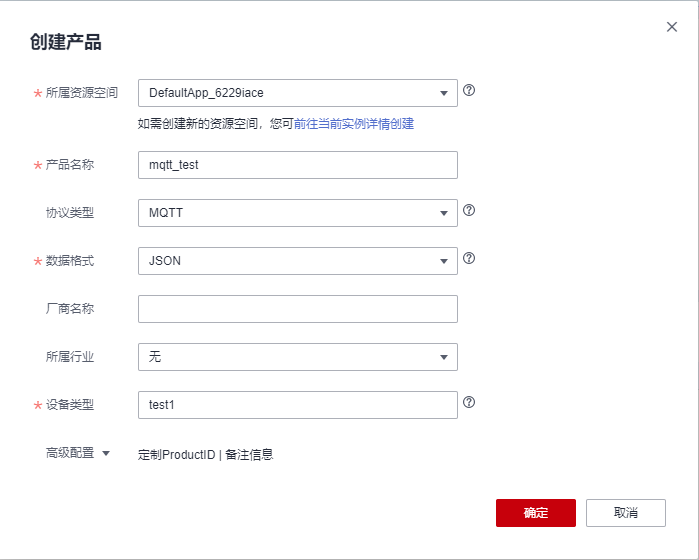 创建产品
* 所属资源空间 DefaultApp_6229iace
如需创建新的资源空间，您可前往当前实例详情创建
* 产品名称 mqtt_test
协议类型 MQTT
* 数据格式 JSON
厂商名称
所属行业 无
* 设备类型 test1
高级配置 定制ProductID | 备注信息
确定 取消